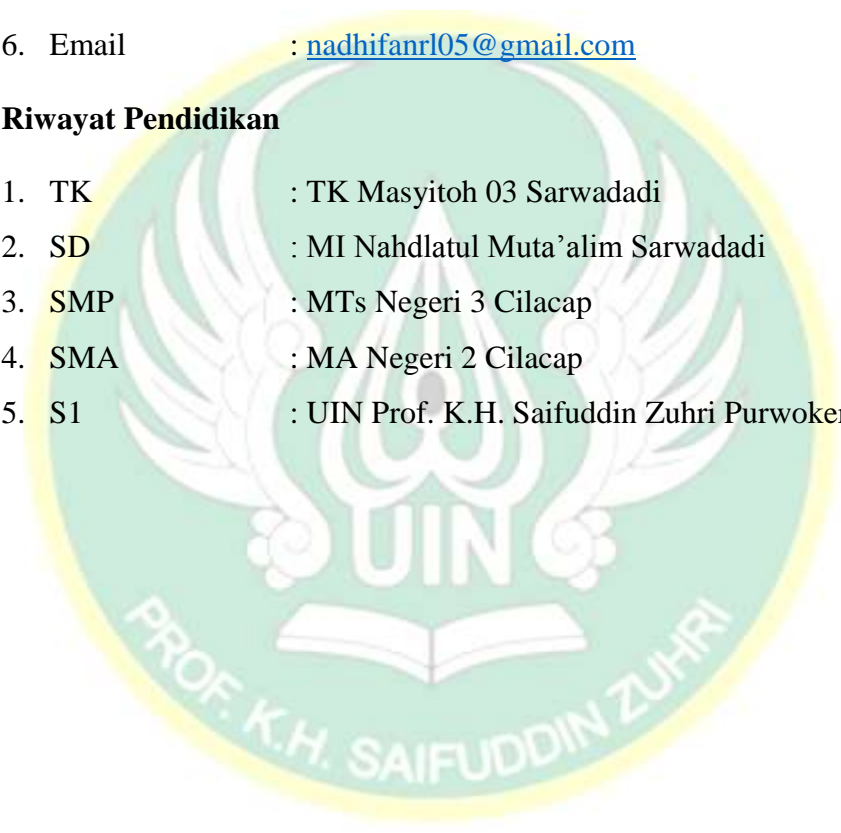 6. Email : nadhifanrl05@gmail.com
Riwayat Pendidikan
1. TK : TK Masyitoh 03 Sarwadadi
2. SD : MI Nahdlatul Muta’alim Sarwadadi
3. SMP : MTs Negeri 3 Cilacap
4. SMA : MA Negeri 2 Cilacap
5. S1 : UIN Prof. K.H. Saifuddin Zuhri
UIN
PROF. K.H. SAIFUDDIN ZUHRI